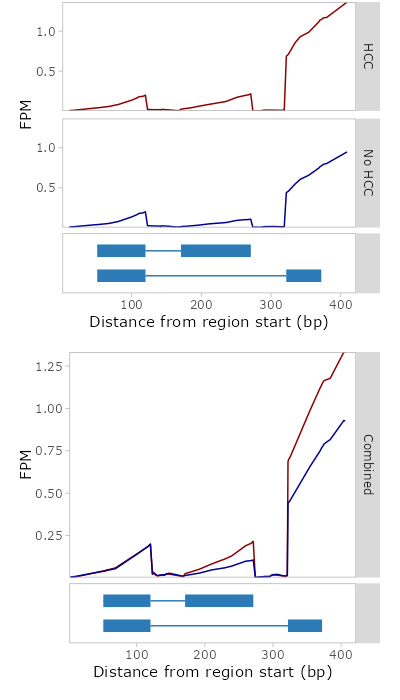 HCC
1.0
0.5
FPM
No HCC
1.0
0.5
100 200 300 400
Distance from region start (bp)
Combined
1.25
1.00
0.75
0.50
0.25
FPM
100 200 300 400
Distance from region start (bp)